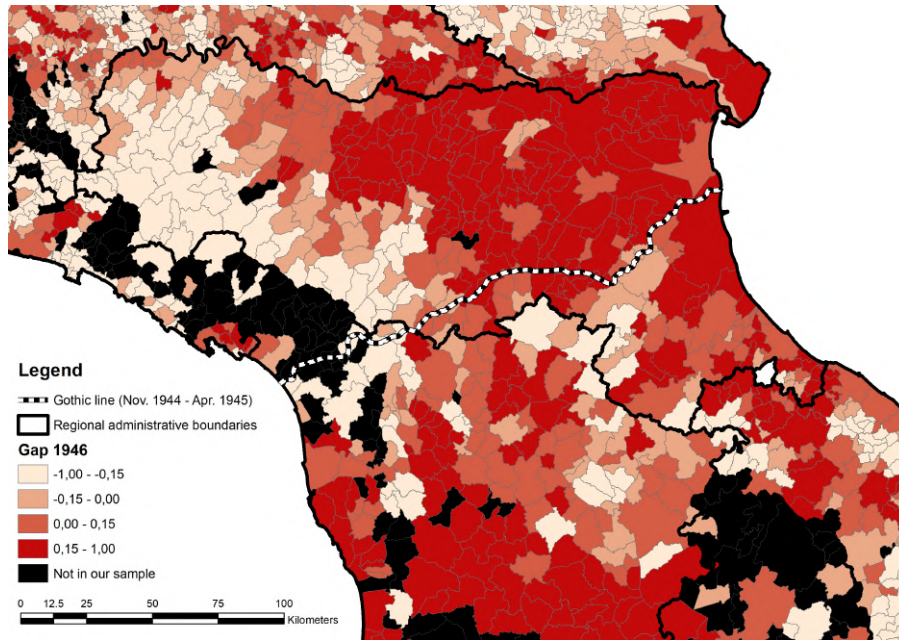 Legend
Gothic line (Nov. 1944 - Apr. 1945)
Regional administrative boundaries
Gap 1946
-1,00 - -0,15
-0,15 - 0,00
0,00 - 0,15
0,15 - 1,00
Not in our sample
0 12.5 25 50 75 100
Kilometers